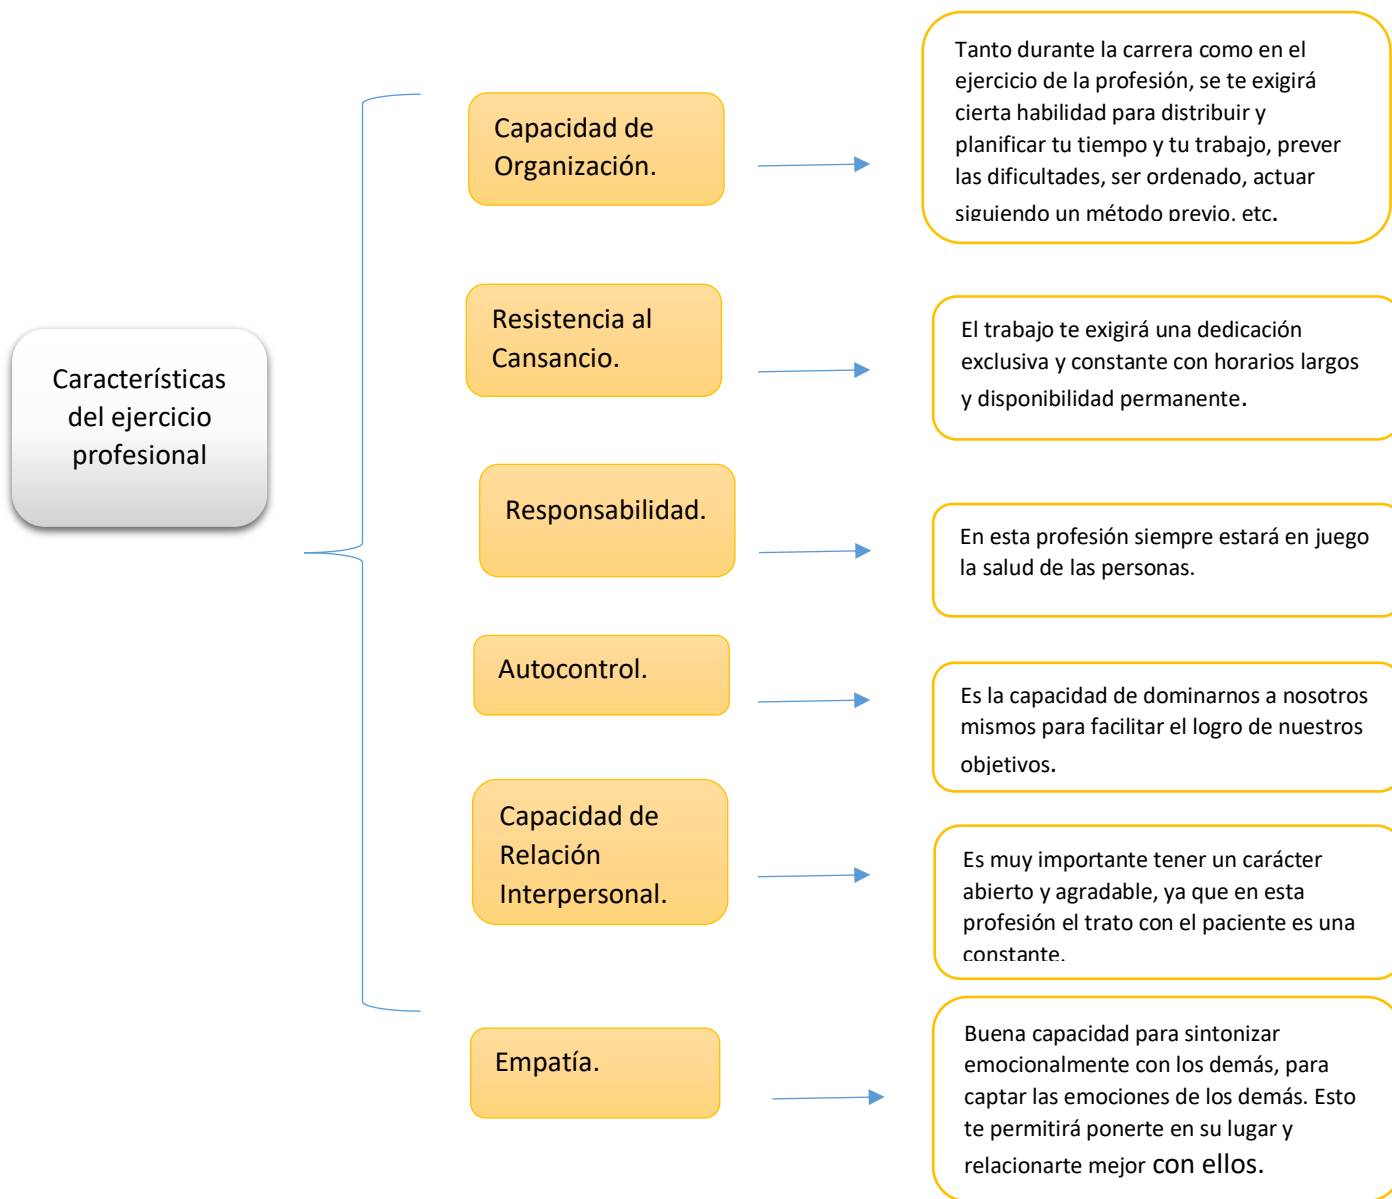 Característícas
del ejercicio
profesional
Capacidad de
Organización.
Tanto durante la carrera como en el
ejercicio de la profesión, se te exigirá
cierta habilidad para distribuir y
planificar tu tiempo y tu trabajo, prever
las dificultades, ser ordenado, actuar
siguiendo un método previo, etc.
Resistencia al
Cansancio.
El trabajo te exigirá una dedicación
exclusiva y constante con horarios largos
y disponibilidad permanente.
Responsabilidad.
En esta profesión siempre estará en juego
la salud de las personas.
Autocontrol.
Es la capacidad de dominarnos a nosotros
mismos para facilitar el logro de nuestros
objetivos.
Capacidad de
Relación
Interpersonal.
Es muy importante tener un carácter
abierto y agradable, ya que en esta
profesión el trato con el paciente es una
constante.
Empatía.
Buena capacidad para sintonizar
emocionalmente con los demás, para
captar las emociones de los demás. Esto
te permitirá ponerte en su lugar y
relacionarte mejor con ellos.